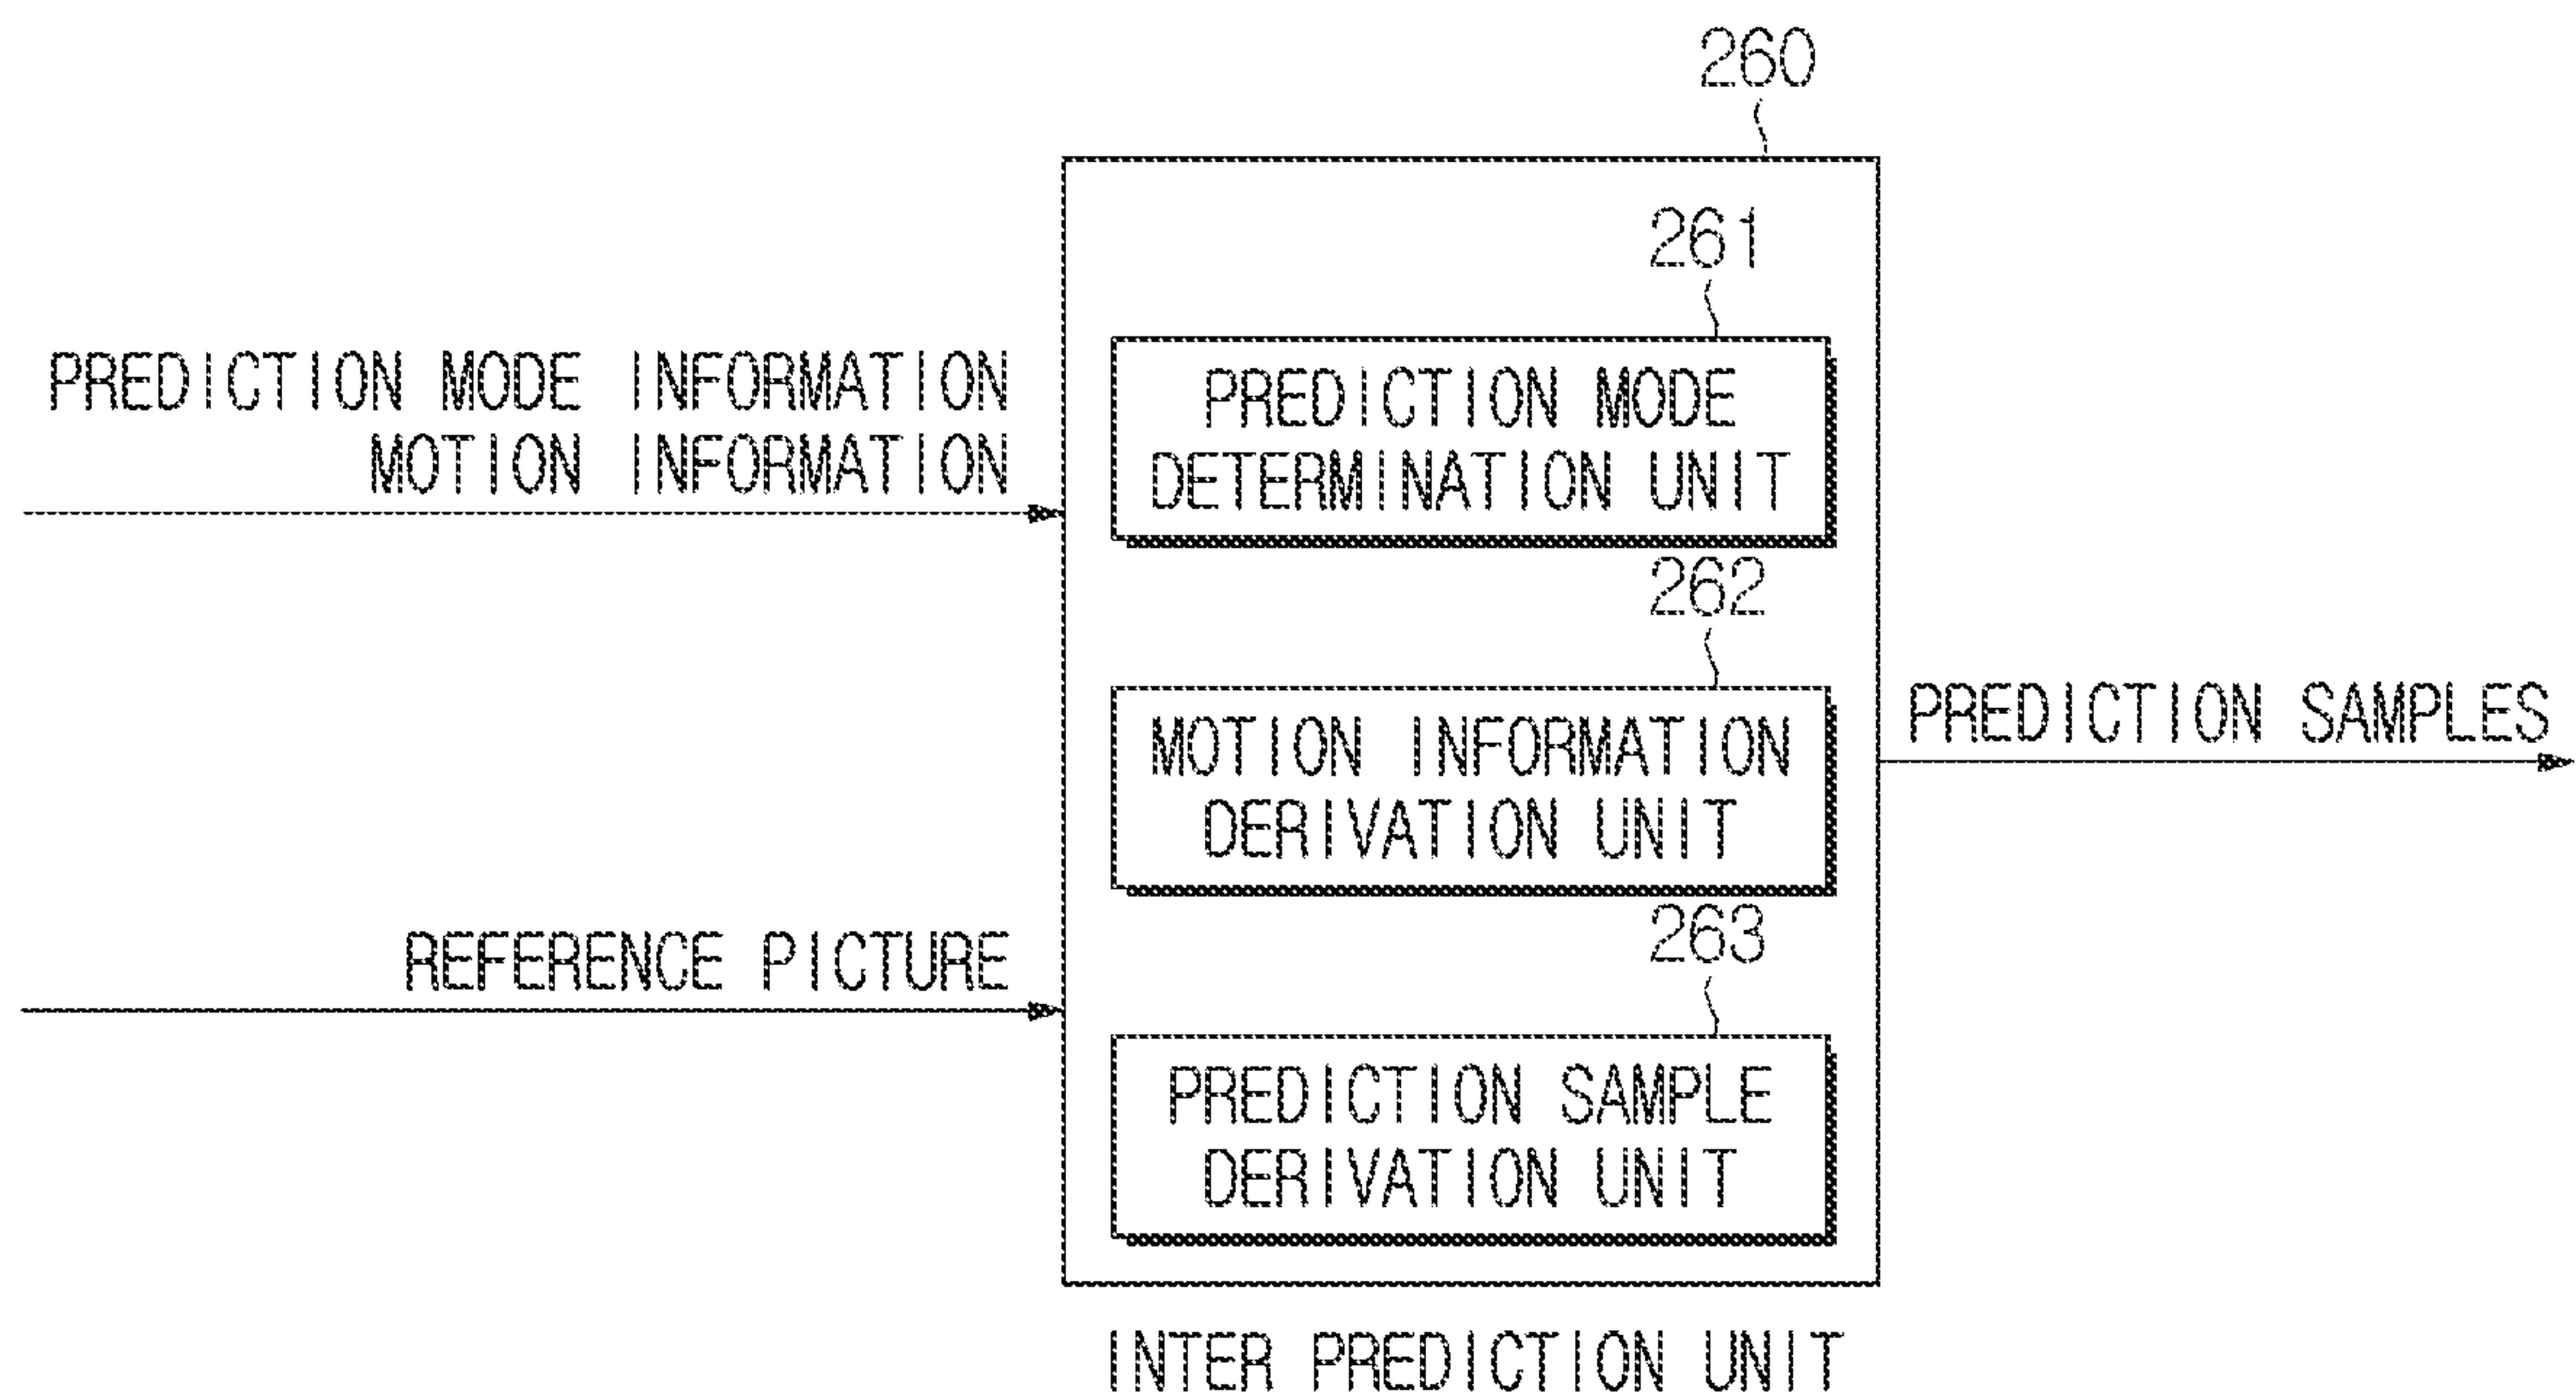 260
261
PREDICTION MODE INFORMATION
MOTION INFORMATION
PREDICTION MODE
DETERMINATION UNIT
262
MOTION INFORMATION
DERIVATION UNIT
PREDICTION SAMPLES
263
REFERENCE PICTURE
PREDICTION SAMPLE
DERIVATION UNIT
INTER PREDICTION UNIT